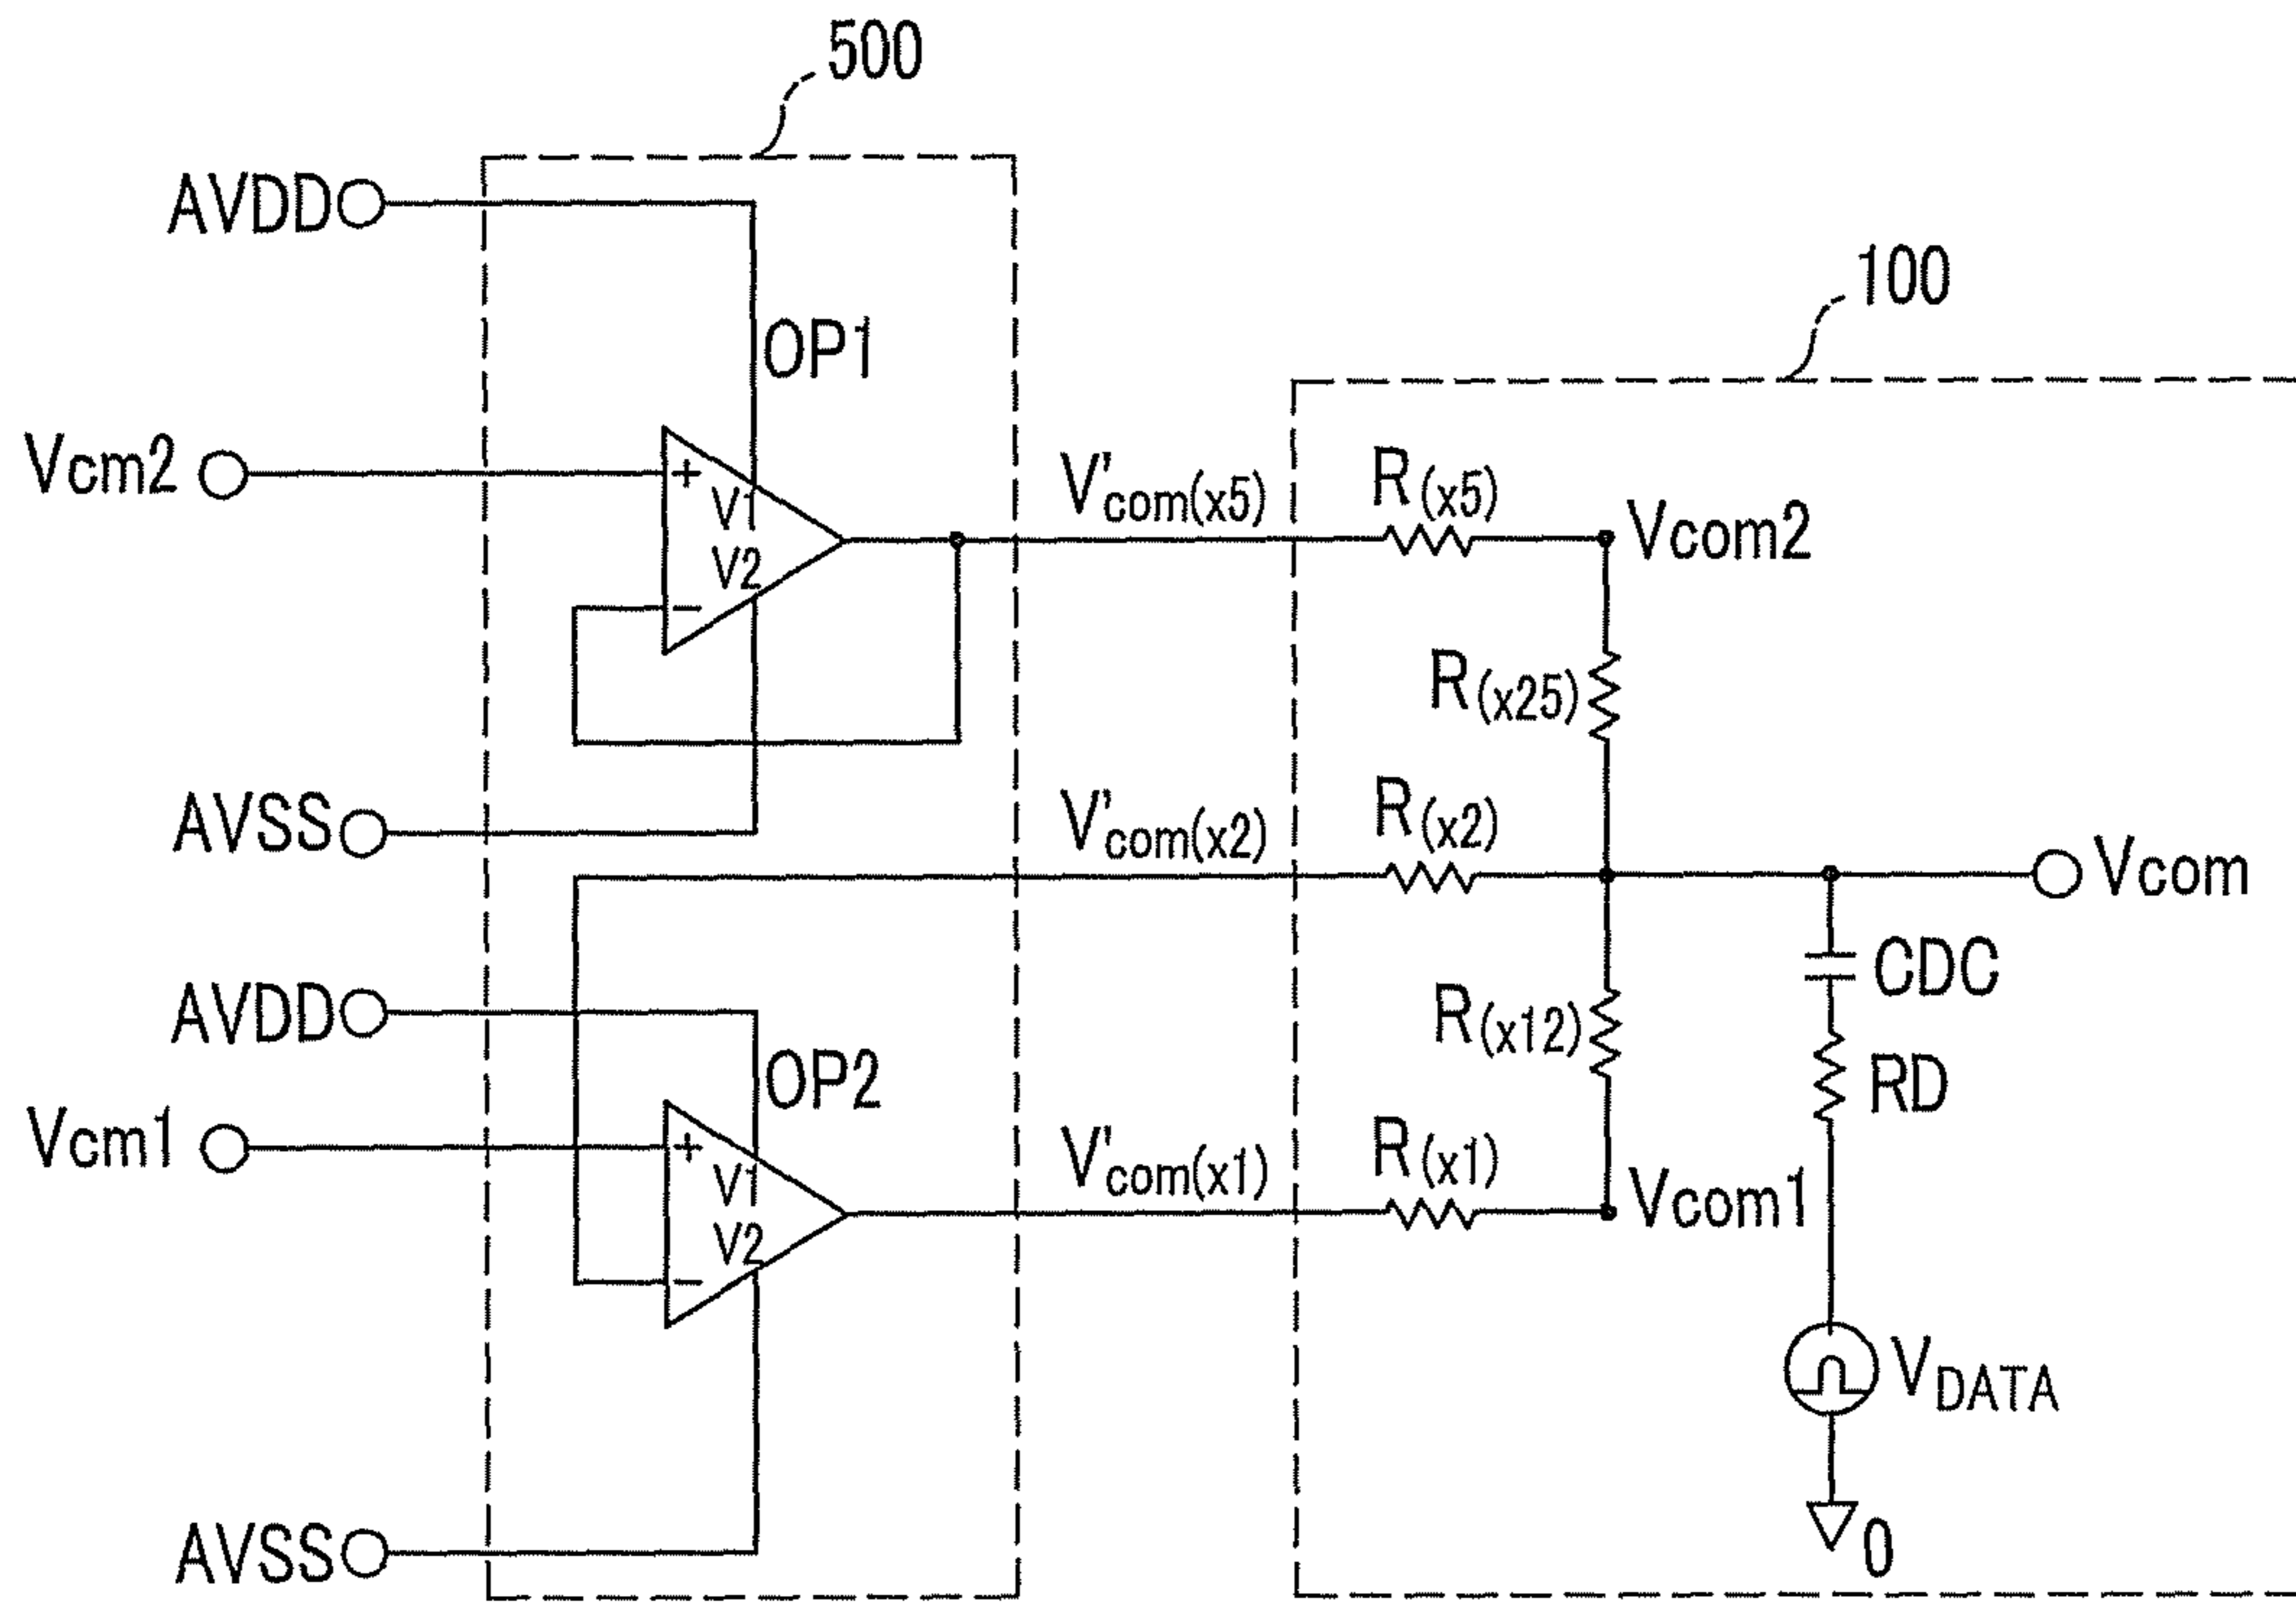 500
AVDD
100
OP1
Vcm2
+
V1
V2
−
V'com(x5)
R(x5)
Vcom2
R(x25)
AVSS
V'com(x2)
R(x2)
Vcom
CDC
AVDD
R(x12)
OP2
RD
Vcm1
+
V1
V2
−
V'com(x1)
R(x1)
Vcom1
VDATA
AVSS
0